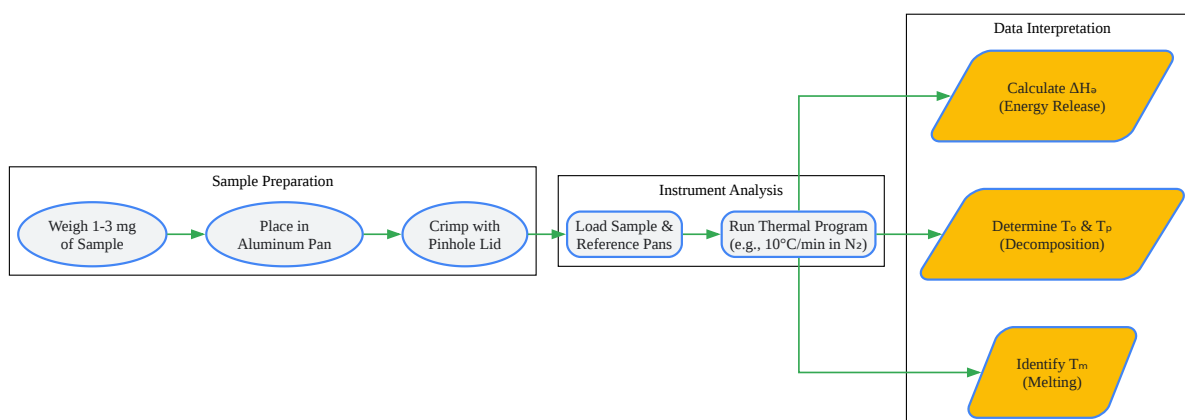 Sample Preparation
Weigh 1-3 mg
of Sample
Place in
Aluminum Pan
Crimp with
Pinhole Lid
Instrument Analysis
Load Sample &
Reference Pans
Run Thermal Program
(e.g., 10°C/min in N₂)
Data Interpretation
Calculate ΔHₔ
(Energy Release)
Determine Tₒ & Tₚ
(Decomposition)
Identify Tₘ
(Melting)